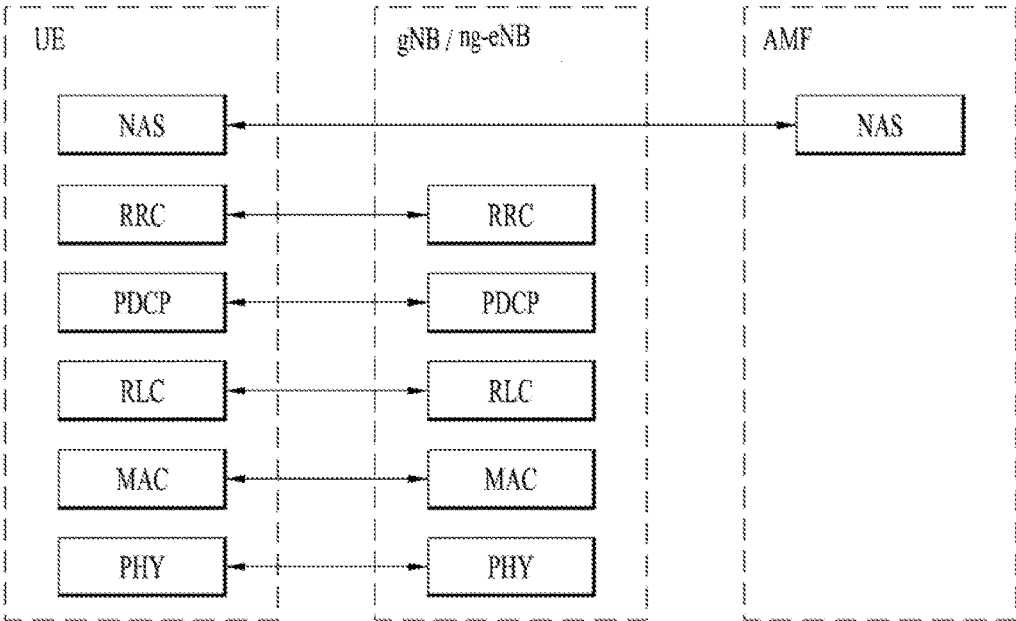 UE
gNB / ng-eNB
AMF
NAS
NAS
RRC
RRC
PDCP
PDCP
RLC
RLC
MAC
MAC
PHY
PHY